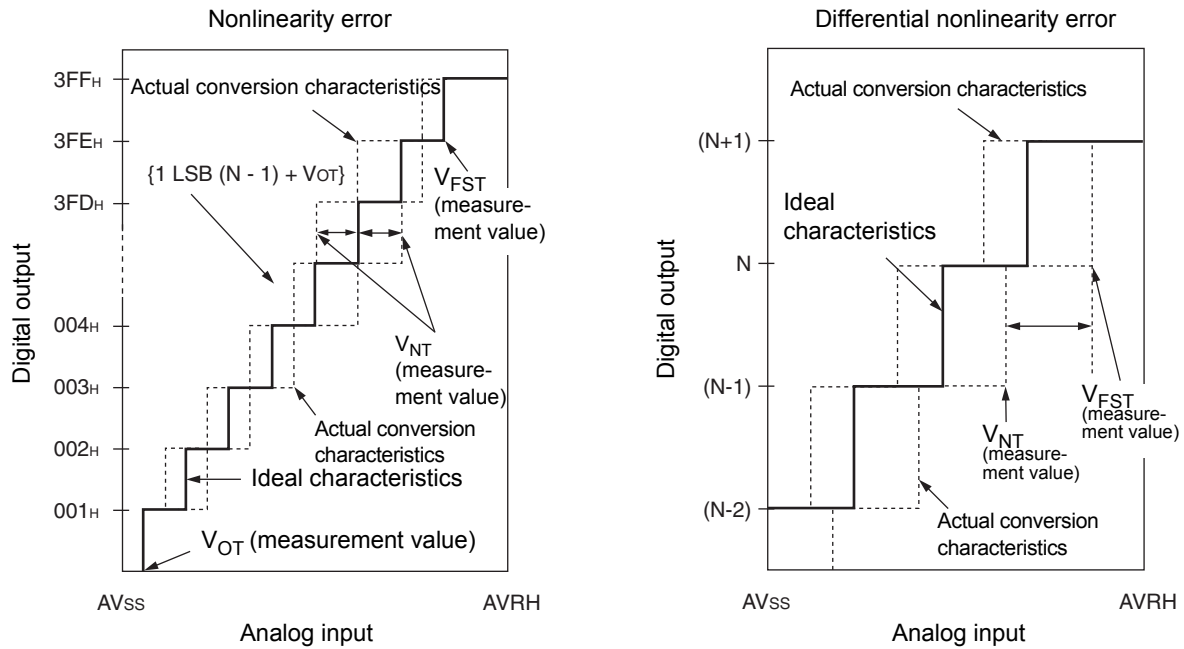 Nonlinearity error
3FFH
3FEH
3FDH
004H
003H
002H
001H
Digital output
Actual conversion characteristics
{1 LSB (N - 1) + VOT}
VFST
(measure-
ment value)
VNT
(measure-
ment value)
Actual conversion
characteristics
Ideal characteristics
VOT (measurement value)
AVSS
AVRH
Analog input
Differential nonlinearity error
(N+1)
N
(N-1)
(N-2)
Digital output
Actual conversion characteristics
Ideal
characteristics
VFST
(measure-
ment value)
VNT
(measure-
ment value)
Actual conversion
characteristics
AVSS
AVRH
Analog input